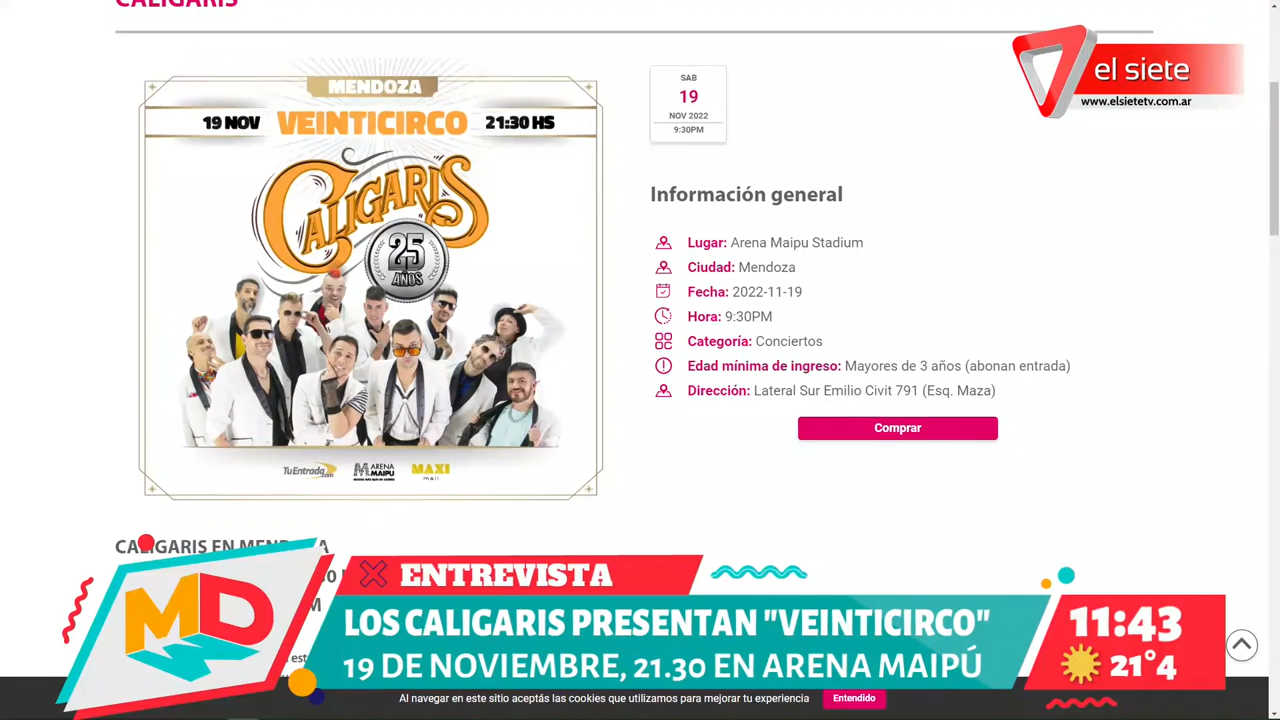 CALIGARIS
MENDOZA
19 NOV VEINTICIRCO 21:30 HS
CALIGARIS
25
AÑOS
TuEntrada.com
ARENA
MAIPU
MAXI
mall
SAB
19
NOV 2022
9:30PM
el siete
www.elsietetv.com.ar
Información general
Lugar: Arena Maipu Stadium
Ciudad: Mendoza
Fecha: 2022-11-19
Hora: 9:30PM
Categoría: Conciertos
Edad mínima de ingreso: Mayores de 3 años (abonan entrada)
Dirección: Lateral Sur Emilio Civit 791 (Esq. Maza)
Comprar
CALIGARIS EN
MD
ENTREVISTA
LOS CALIGARIS PRESENTAN "VEINTICIRCO"
19 DE NOVIEMBRE, 21.30 EN ARENA MAIPÚ
11:43
21°4
Al navegar en este sitio aceptás las cookies que utilizamos para mejorar tu experiencia
Entendido